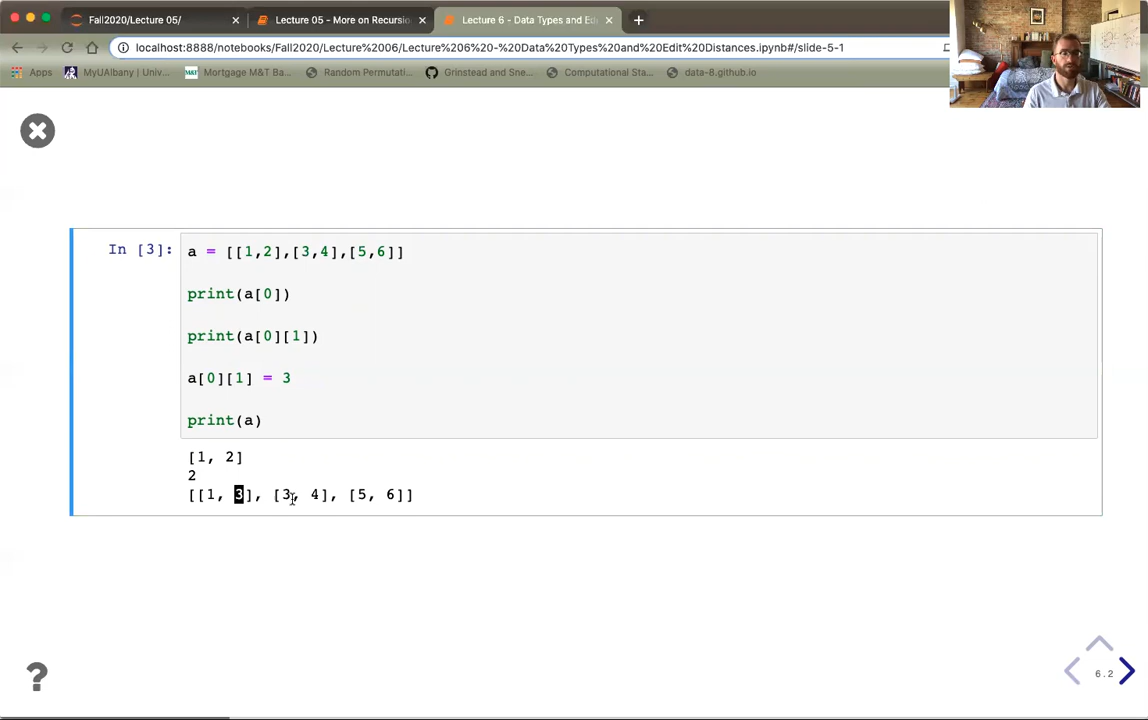 Fall2020/Lecture 05/
Lecture 05 - More on Recursio
Lecture 6 - Data Types and Ed
localhost:8888/notebooks/Fall2020/Lecture%2006/Lecture%206%20-%20Data%20Types%20and%20Edit%20Distances.ipynb#/slide-5-1
Apps
MyUAlbany | Univ...
M&T
Mortgage M&T Ba...
Random Permutati...
Grinstead and Sne...
Computational Sta...
data-8.github.io
In [3]:
a = [[1,2],[3,4],[5,6]]
print(a[0])
print(a[0][1])
a[0][1] = 3
print(a)
[1, 2]
2
[[1, 3], [3, 4], [5, 6]]
?
6.2